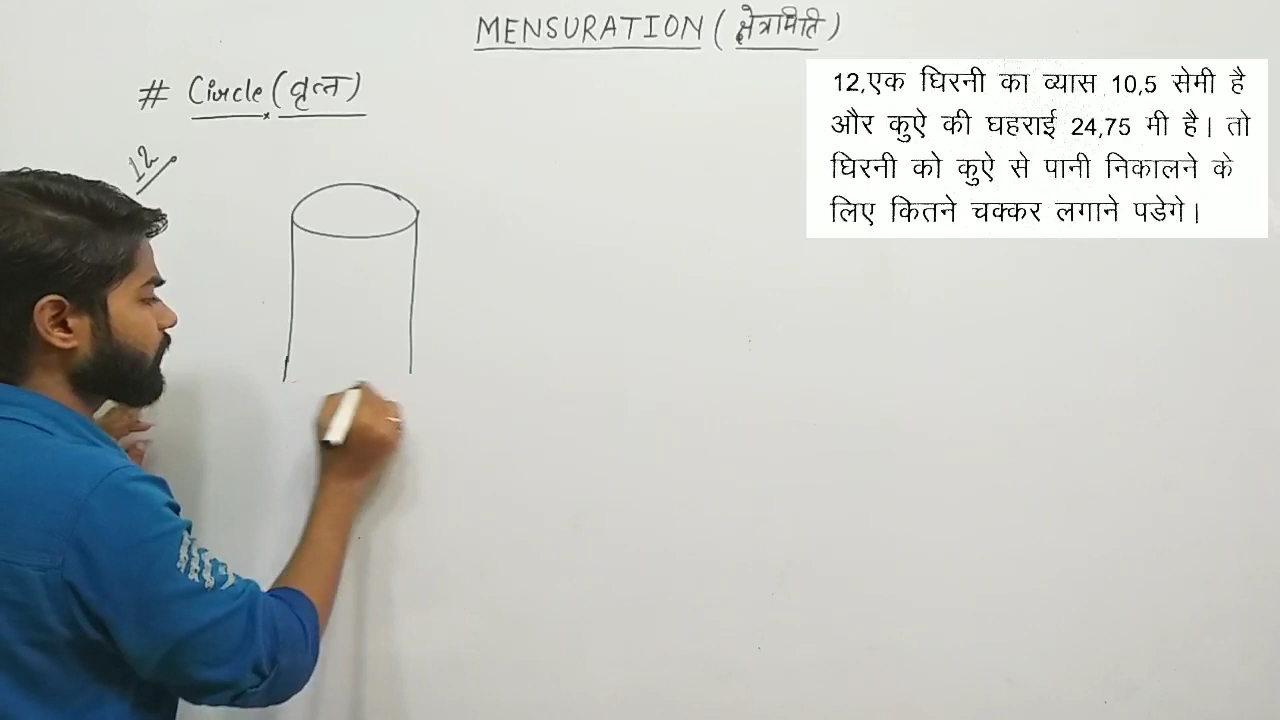 MENSURATION (क्षेत्रमिति)
# Circle (वृत्त)
12
12,एक घिरनी का व्यास 10,5 सेमी है
और कुऐ की घहराई 24,75 मी है। तो
घिरनी को कुऐ से पानी निकालने के
लिए कितने चक्कर लगाने पडेगे।